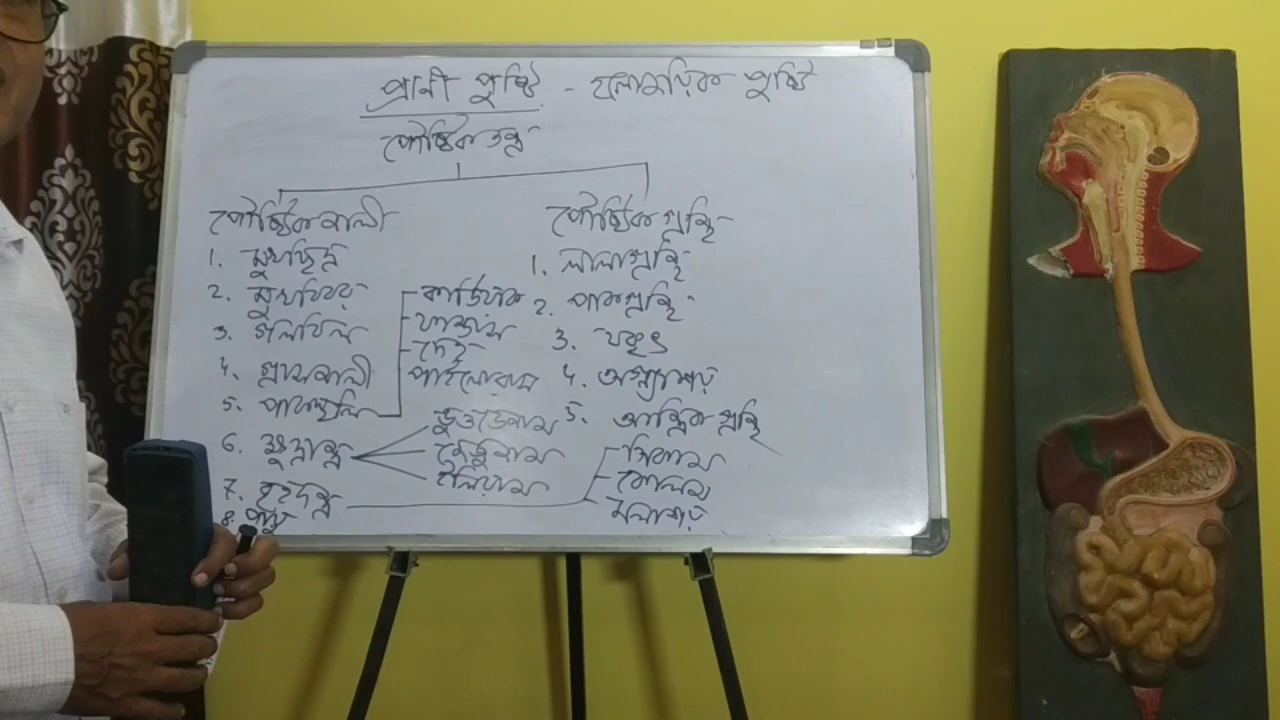 প্রাণী পুষ্টি - হলোজয়িক পুষ্টি
পৌষ্টিকতন্ত্র
পৌষ্টিকনালী
1. মুখছিদ্র
2. মুখবিবর
3. গলবিল
4. গ্রাসনালী
5. পাকস্থলি
কার্ডিয়াক
ফান্ডাস
দেহ
পাইলোরাস
6. ক্ষুদ্রান্ত্র
ডুওডেনাম
জেজুনাম
ইলিয়াম
7. বৃহদন্ত্র
সিকাম
কোলন
মলাশয়
8. পায়ু
পৌষ্টিকগ্রন্থি
1. লালাগ্রন্থি
2. পাকগ্রন্থি
3. যকৃৎ
4. অগ্ন্যাশয়
5. আন্ত্রিক গ্রন্থি